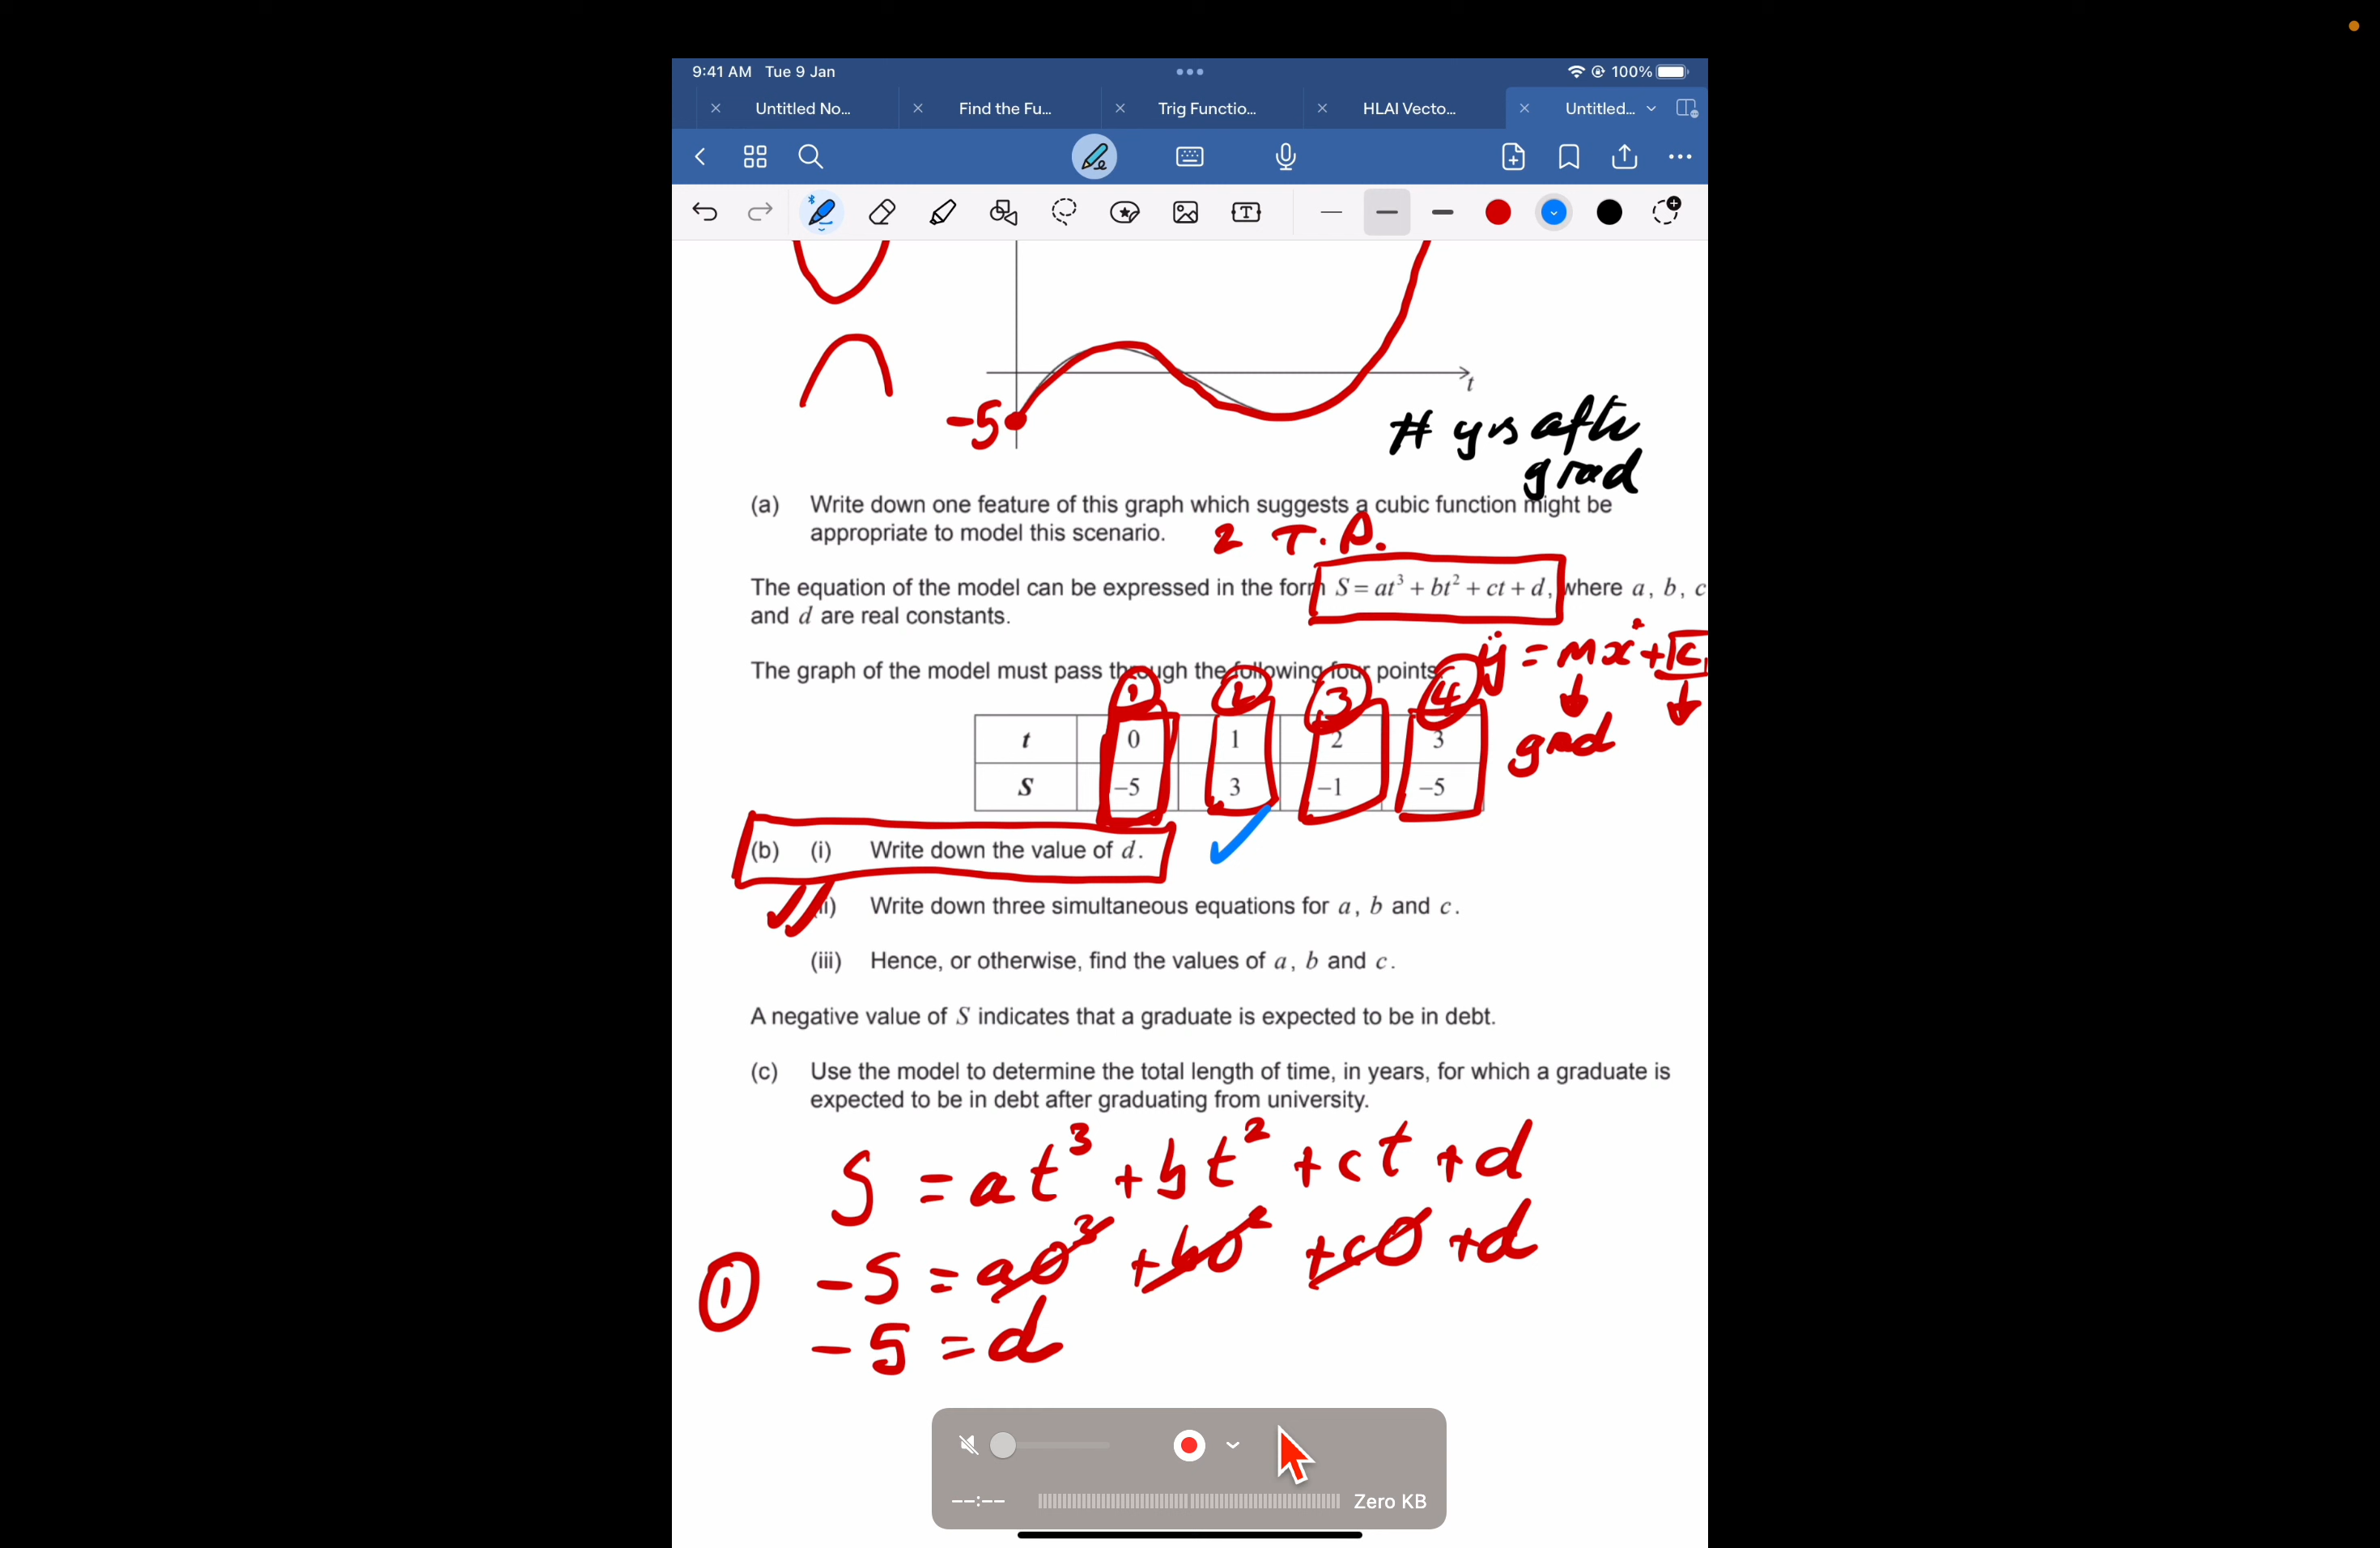 9:41 AM Tue 9 Jan
100%
Untitled No...
Find the Fu...
Trig Functio...
HLAI Vecto...
Untitled...
t
-5
# yrs after
grad
(a) Write down one feature of this graph which suggests a cubic function might be
appropriate to model this scenario.
2 T.P.
The equation of the model can be expressed in the form S = at³ + bt² + ct + d, where a, b, c
and d are real constants.
y = mx + c
The graph of the model must pass through the following four points.
① ② ③ ④
grad
t 0 1 2 3
S −5 3 −1 −5
(b) (i) Write down the value of d.
(ii) Write down three simultaneous equations for a, b and c.
(iii) Hence, or otherwise, find the values of a, b and c.
A negative value of S indicates that a graduate is expected to be in debt.
(c) Use the model to determine the total length of time, in years, for which a graduate is
expected to be in debt after graduating from university.
S = at³ + bt² + ct + d
① -5 = a0³ + b0² + c0 + d
-5 = d
--:-- Zero KB